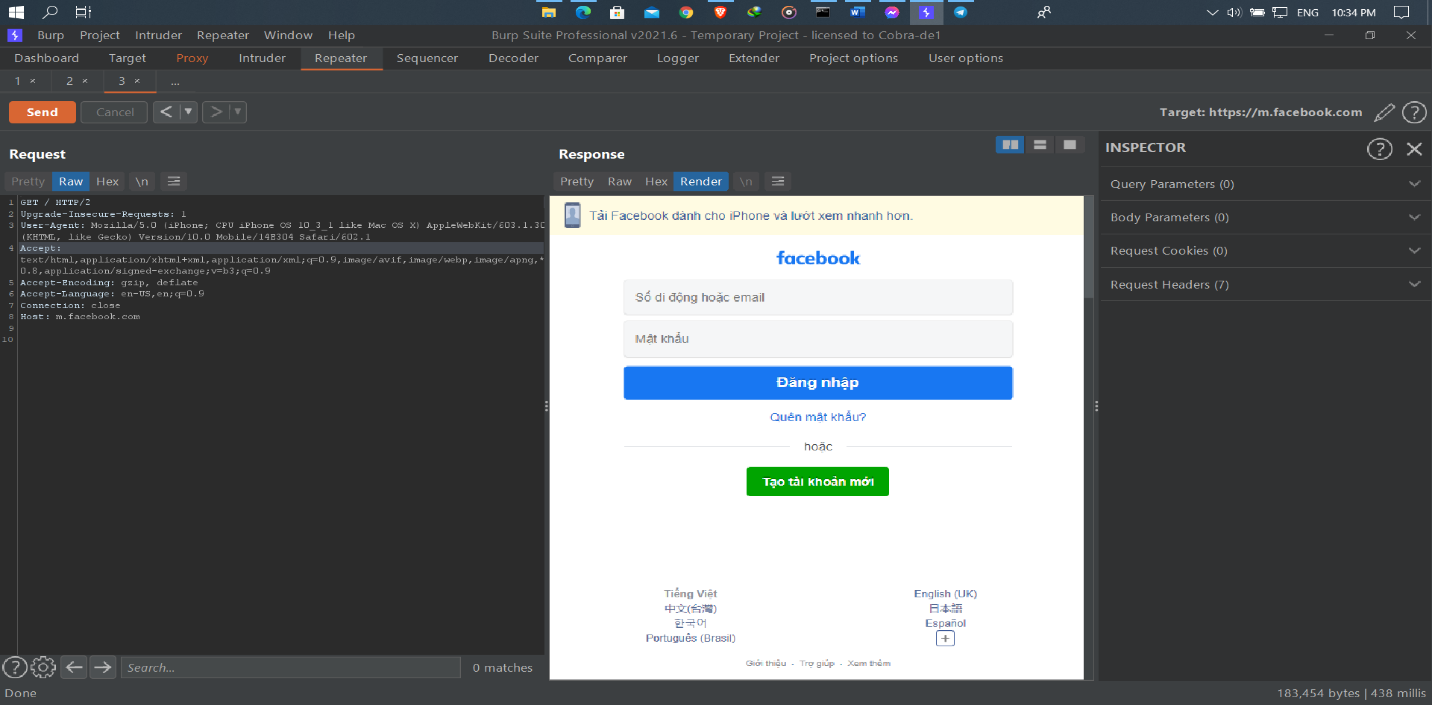 ENG 10:34 PM
Burp Project Intruder Repeater Window Help Burp Suite Professional v2021.6 - Temporary Project - licensed to Cobra-de1
Dashboard Target Proxy Intruder Repeater Sequencer Decoder Comparer Logger Extender Project options User options
1 × 2 × 3 × ...
Send Cancel < > Target: https://m.facebook.com ?
Request
Pretty Raw Hex \n
1 GET / HTTP/2
2 Upgrade-Insecure-Requests: 1
3 User-Agent: Mozilla/5.0 (iPhone; CPU iPhone OS 10_3_1 like Mac OS X) AppleWebKit/603.1.30
(KHTML, like Gecko) Version/10.0 Mobile/14E304 Safari/602.1
4 Accept:
text/html,application/xhtml+xml,application/xml;q=0.9,image/avif,image/webp,image/apng,*
0.8,application/signed-exchange;v=b3;q=0.9
5 Accept-Encoding: gzip, deflate
6 Accept-Language: en-US,en;q=0.9
7 Connection: close
8 Host: m.facebook.com
9
10
? Search... 0 matches
Response
Pretty Raw Hex Render \n
Tải Facebook dành cho iPhone và lướt xem nhanh hơn.
facebook
Số di động hoặc email
Mật khẩu
Đăng nhập
Quên mật khẩu?
hoặc
Tạo tài khoản mới
Tiếng Việt English (UK)
中文(台灣) 日本語
한국어 Español
Português (Brasil) +
Giới thiệu · Trợ giúp · Xem thêm
INSPECTOR ?
Query Parameters (0)
Body Parameters (0)
Request Cookies (0)
Request Headers (7)
Done 183,454 bytes | 438 millis